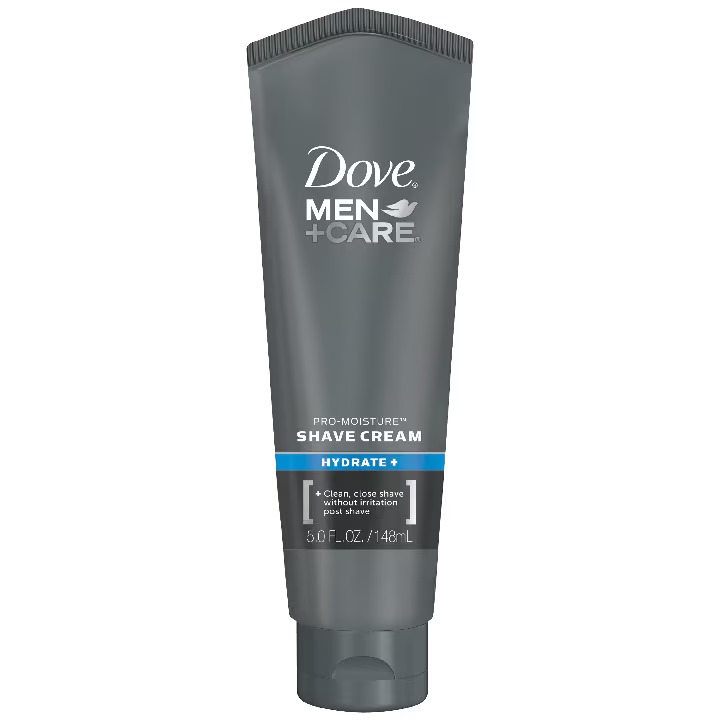 Dove®
MEN
+CARE®
PRO-MOISTURE™
SHAVE CREAM
HYDRATE +
+ Clean, close shave
without irritation
post shave
5.0 FL.OZ. / 148mL